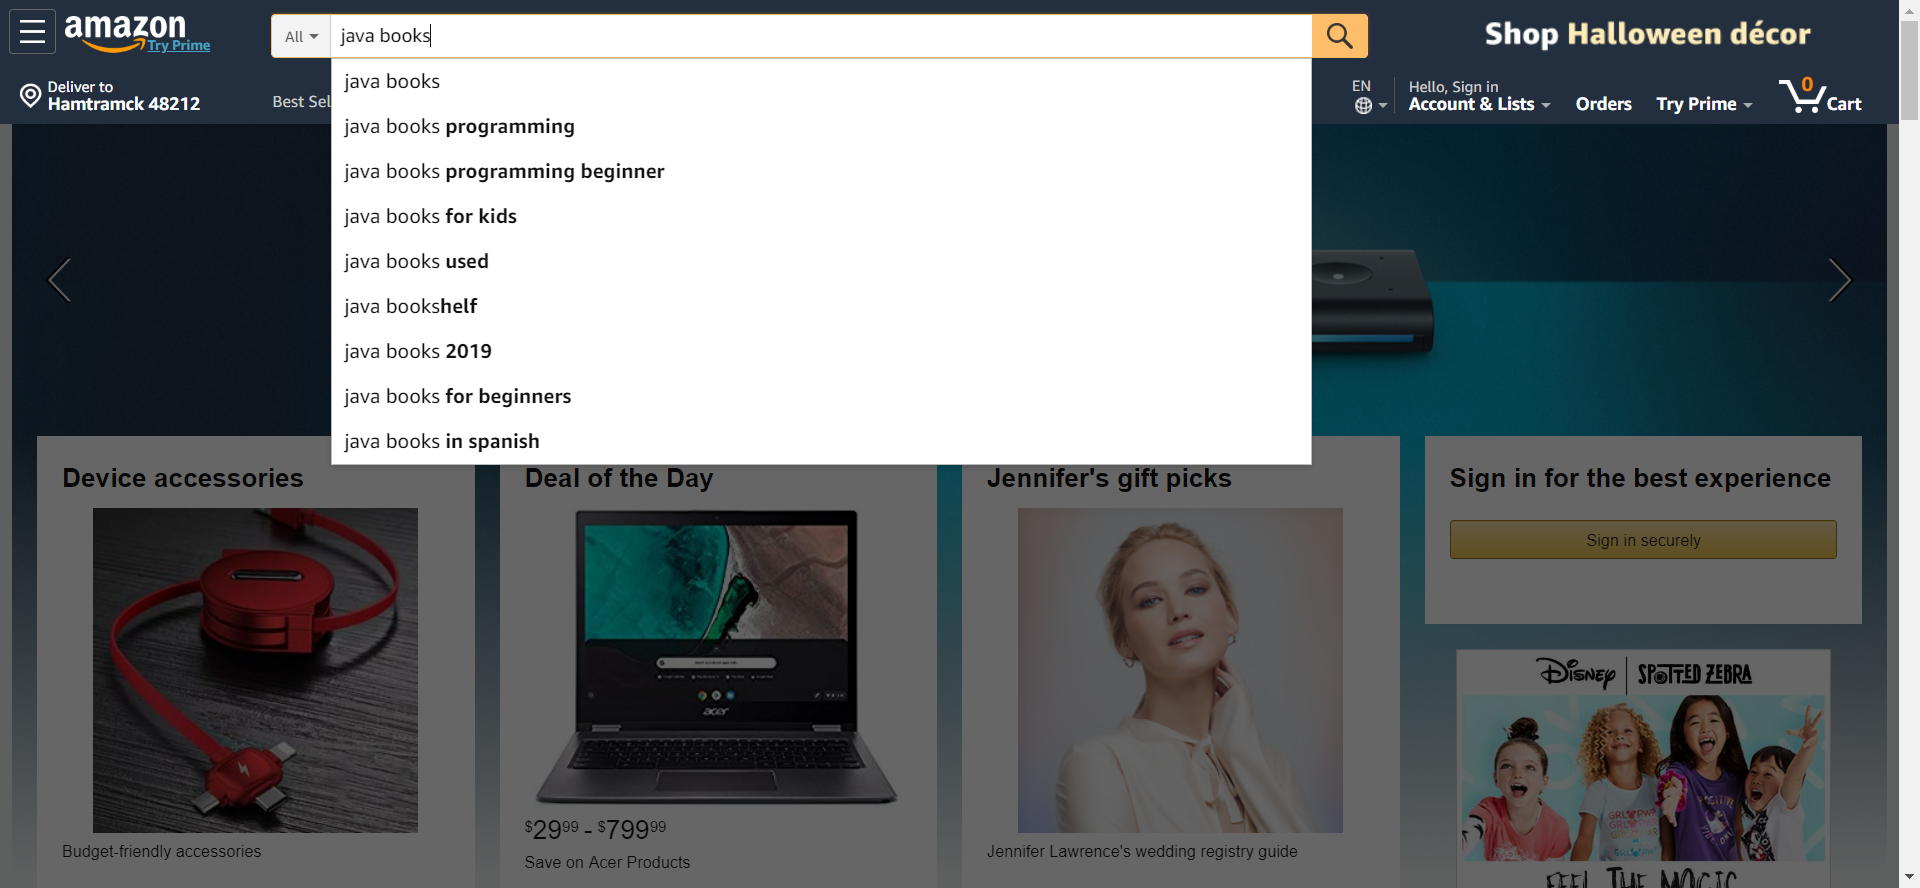 amazon
Try Prime
All
java books
Shop Halloween décor
Deliver to
Hamtramck 48212
Best Sel
EN
Hello, Sign in
Account & Lists
Orders
Try Prime
0
Cart
java books
java books programming
java books programming beginner
java books for kids
java books used
java bookshelf
java books 2019
java books for beginners
java books in spanish
Device accessories
Budget-friendly accessories
Deal of the Day
acer
$2999 - $79999
Save on Acer Products
Jennifer's gift picks
Jennifer Lawrence's wedding registry guide
Sign in for the best experience
Sign in securely
Disney | SPOTTED ZEBRA
GRLPWR
POSITIVE
FEEL THE MAGIC